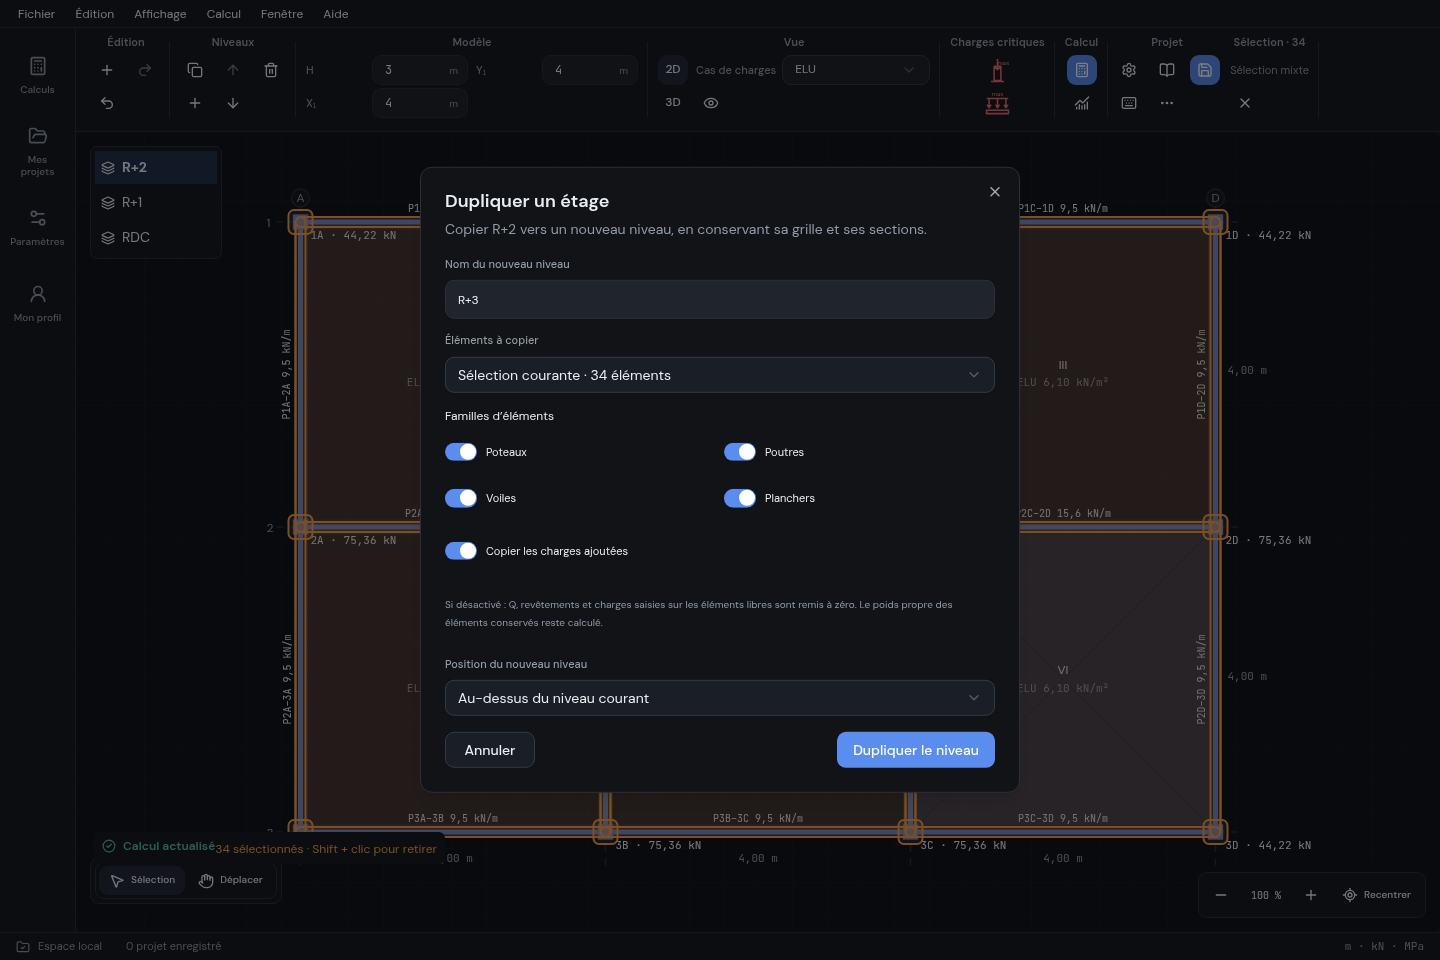 Fichier Édition Affichage Calcul Fenêtre Aide
Édition Niveaux Modèle Vue Charges critiques Calcul Projet Sélection · 34
H 3 m Y₁ 4 m 2D Cas de charges ELU max Sélection mixte
X₁ 4 m 3D max
Calculs
Mes
projets
Paramètres
Mon profil
R+2
R+1
RDC
A D
1 P1C-1D 9,5 kN/m
1A · 44,22 kN 1D · 44,22 kN
P1A-2A 9,5 kN/m
III
ELU 6,10 kN/m²
P1D-2D 9,5 kN/m
4,00 m
2 P2C-2D 15,6 kN/m
2A · 75,36 kN 2D · 75,36 kN
P2A-3A 9,5 kN/m
VI
ELU 6,10 kN/m²
P2D-3D 9,5 kN/m
4,00 m
Dupliquer un étage
Copier R+2 vers un nouveau niveau, en conservant sa grille et ses sections.
Nom du nouveau niveau
R+3
Éléments à copier
Sélection courante · 34 éléments
Familles d’éléments
Poteaux Poutres
Voiles Planchers
Copier les charges ajoutées
Si désactivé : Q, revêtements et charges saisies sur les éléments libres sont remis à zéro. Le poids propre des
éléments conservés reste calculé.
Position du nouveau niveau
Au-dessus du niveau courant
Annuler Dupliquer le niveau
P3A-3B 9,5 kN/m P3B-3C 9,5 kN/m P3C-3D 9,5 kN/m
3B · 75,36 kN 3C · 75,36 kN 3D · 44,22 kN
Calcul actualisé 34 sélectionnés · Shift + clic pour retirer
00 m 4,00 m 4,00 m
Sélection Déplacer
100 % Recentrer
Espace local 0 projet enregistré m · kN · MPa